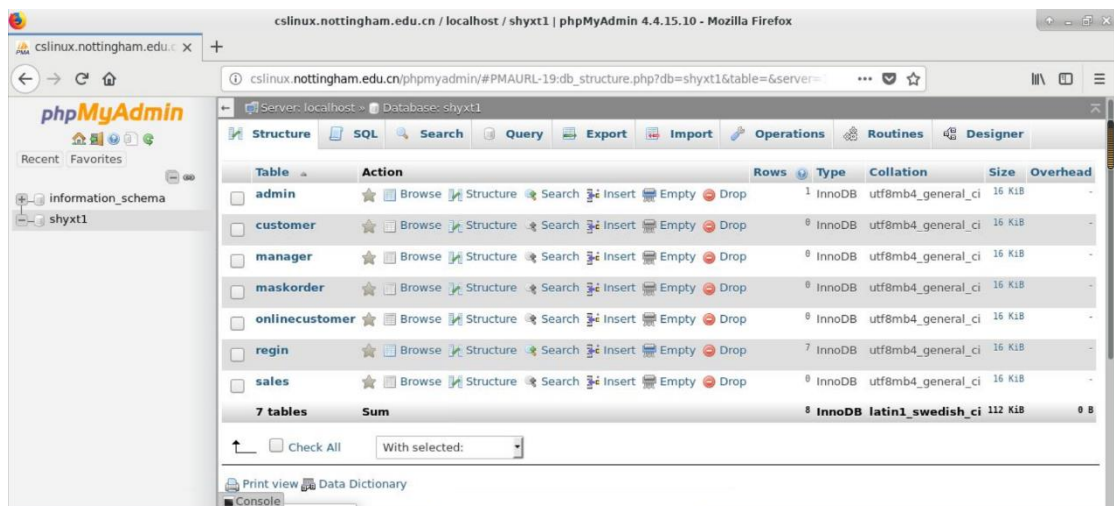 cslinux.nottingham.edu.cn / localhost / shyxt1 | phpMyAdmin 4.4.15.10 - Mozilla Firefox
cslinux.nottingham.edu.c
cslinux.nottingham.edu.cn/phpmyadmin/#PMAURL-19:db_structure.php?db=shyxt1&table=&server=
phpMyAdmin
Recent Favorites
information_schema
shyxt1
Server: localhost » Database: shyxt1
Structure SQL Search Query Export Import Operations Routines Designer
Table Action Rows Type Collation Size Overhead
admin Browse Structure Search Insert Empty Drop 1 InnoDB utf8mb4_general_ci 16 KiB -
customer Browse Structure Search Insert Empty Drop 0 InnoDB utf8mb4_general_ci 16 KiB -
manager Browse Structure Search Insert Empty Drop 0 InnoDB utf8mb4_general_ci 16 KiB -
maskorder Browse Structure Search Insert Empty Drop 0 InnoDB utf8mb4_general_ci 16 KiB -
onlinecustomer Browse Structure Search Insert Empty Drop 0 InnoDB utf8mb4_general_ci 16 KiB -
regin Browse Structure Search Insert Empty Drop 7 InnoDB utf8mb4_general_ci 16 KiB -
sales Browse Structure Search Insert Empty Drop 0 InnoDB utf8mb4_general_ci 16 KiB -
7 tables Sum 8 InnoDB latin1_swedish_ci 112 KiB 0 B
Check All With selected:
Print view Data Dictionary
Console